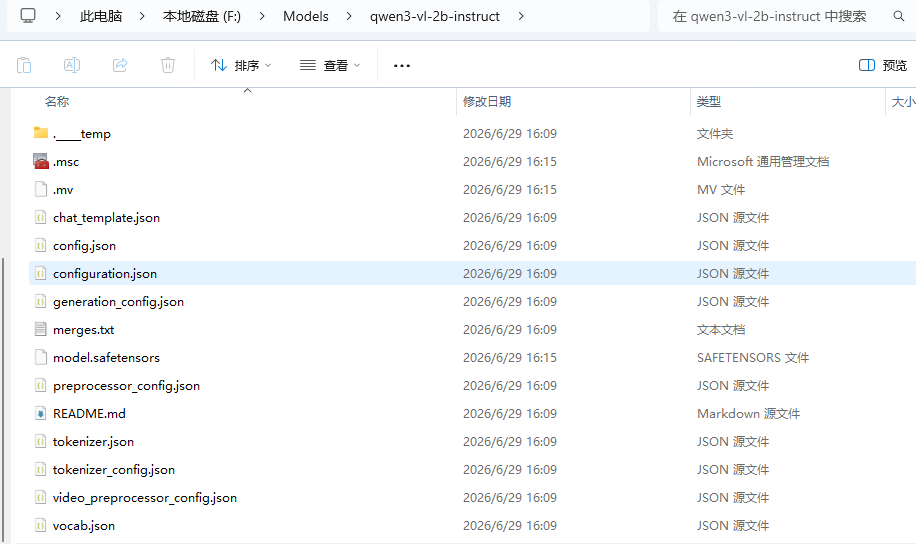 此电脑 > 本地磁盘 (F:) > Models > qwen3-vl-2b-instruct >
在 qwen3-vl-2b-instruct 中搜索
排序 查看 ... 预览
名称 修改日期 类型 大小
.____temp 2026/6/29 16:09 文件夹
.msc 2026/6/29 16:15 Microsoft 通用管理文档
.mv 2026/6/29 16:15 MV 文件
chat_template.json 2026/6/29 16:09 JSON 源文件
config.json 2026/6/29 16:09 JSON 源文件
configuration.json 2026/6/29 16:09 JSON 源文件
generation_config.json 2026/6/29 16:09 JSON 源文件
merges.txt 2026/6/29 16:09 文本文档
model.safetensors 2026/6/29 16:15 SAFETENSORS 文件
preprocessor_config.json 2026/6/29 16:09 JSON 源文件
README.md 2026/6/29 16:09 Markdown 源文件
tokenizer.json 2026/6/29 16:09 JSON 源文件
tokenizer_config.json 2026/6/29 16:09 JSON 源文件
video_preprocessor_config.json 2026/6/29 16:09 JSON 源文件
vocab.json 2026/6/29 16:09 JSON 源文件